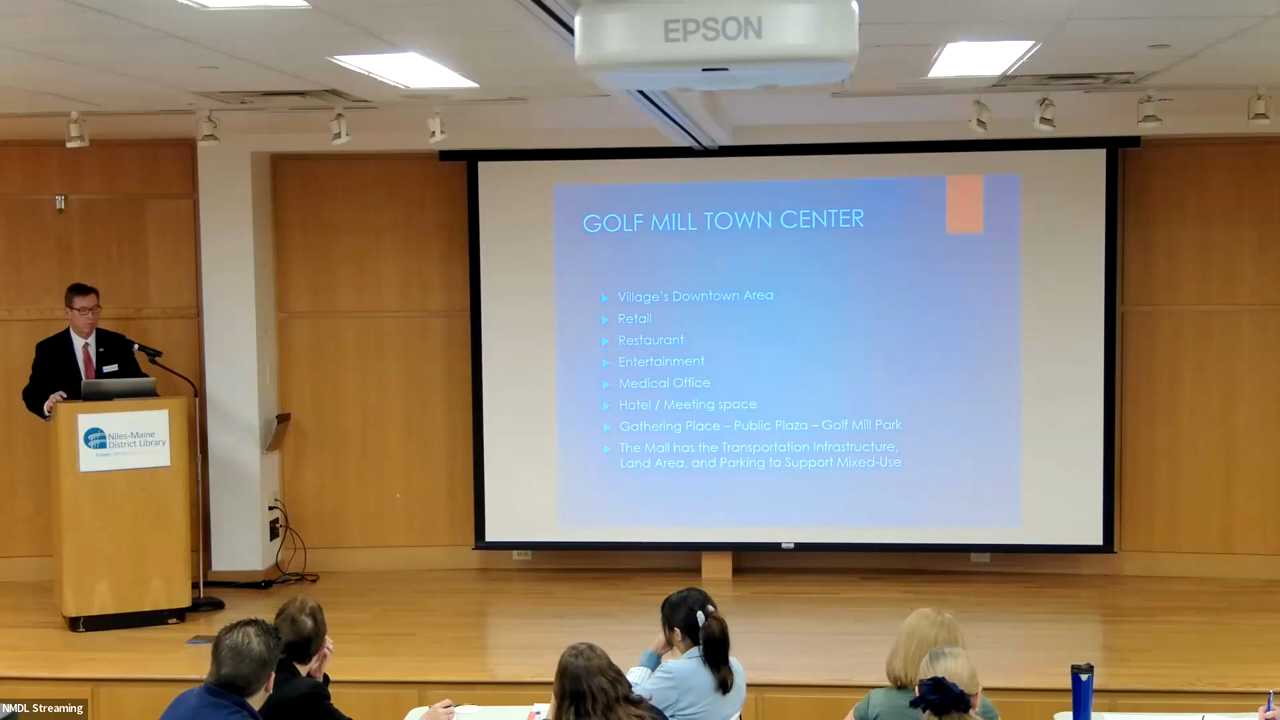 EPSON
GOLF MILL TOWN CENTER
Village's Downtown Area
Retail
Restaurant
Entertainment
Medical Office
Hotel / Meeting space
Gathering Place – Public Plaza – Golf Mill Park
The Mall has the Transportation Infrastructure,
Land Area, and Parking to Support Mixed-Use
Niles-Maine
District Library
NMDL Streaming